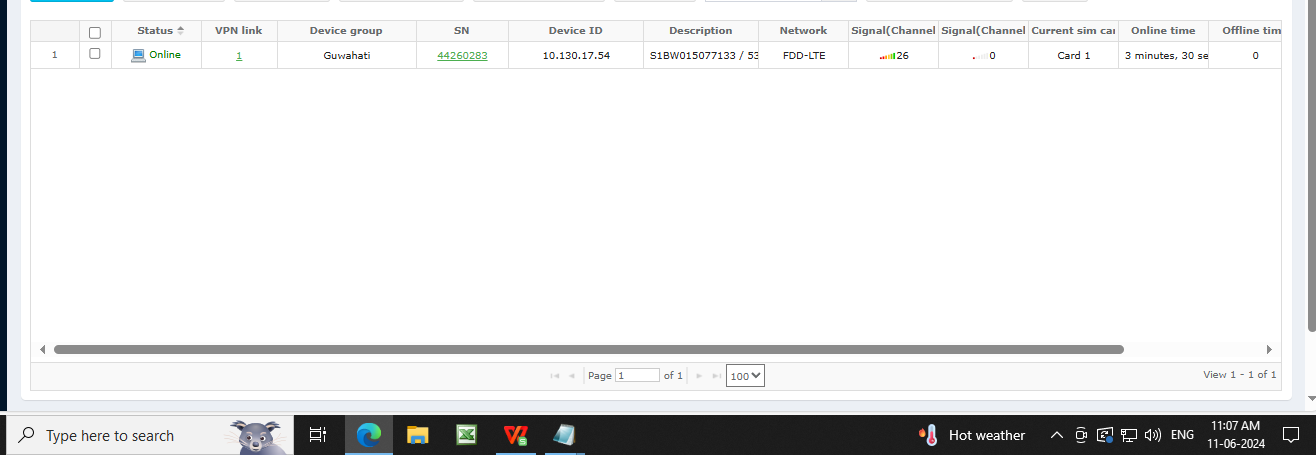 Status VPN link Device group SN Device ID Description Network Signal(Channel Signal(Channel Current sim car Online time Offline tim
1 Online 1 Guwahati 44260283 10.130.17.54 S1BW015077133 / 53 FDD-LTE 26 0 Card 1 3 minutes, 30 se 0
Page 1 of 1 100 View 1 - 1 of 1
Type here to search Hot weather ENG 11:07 AM
11-06-2024